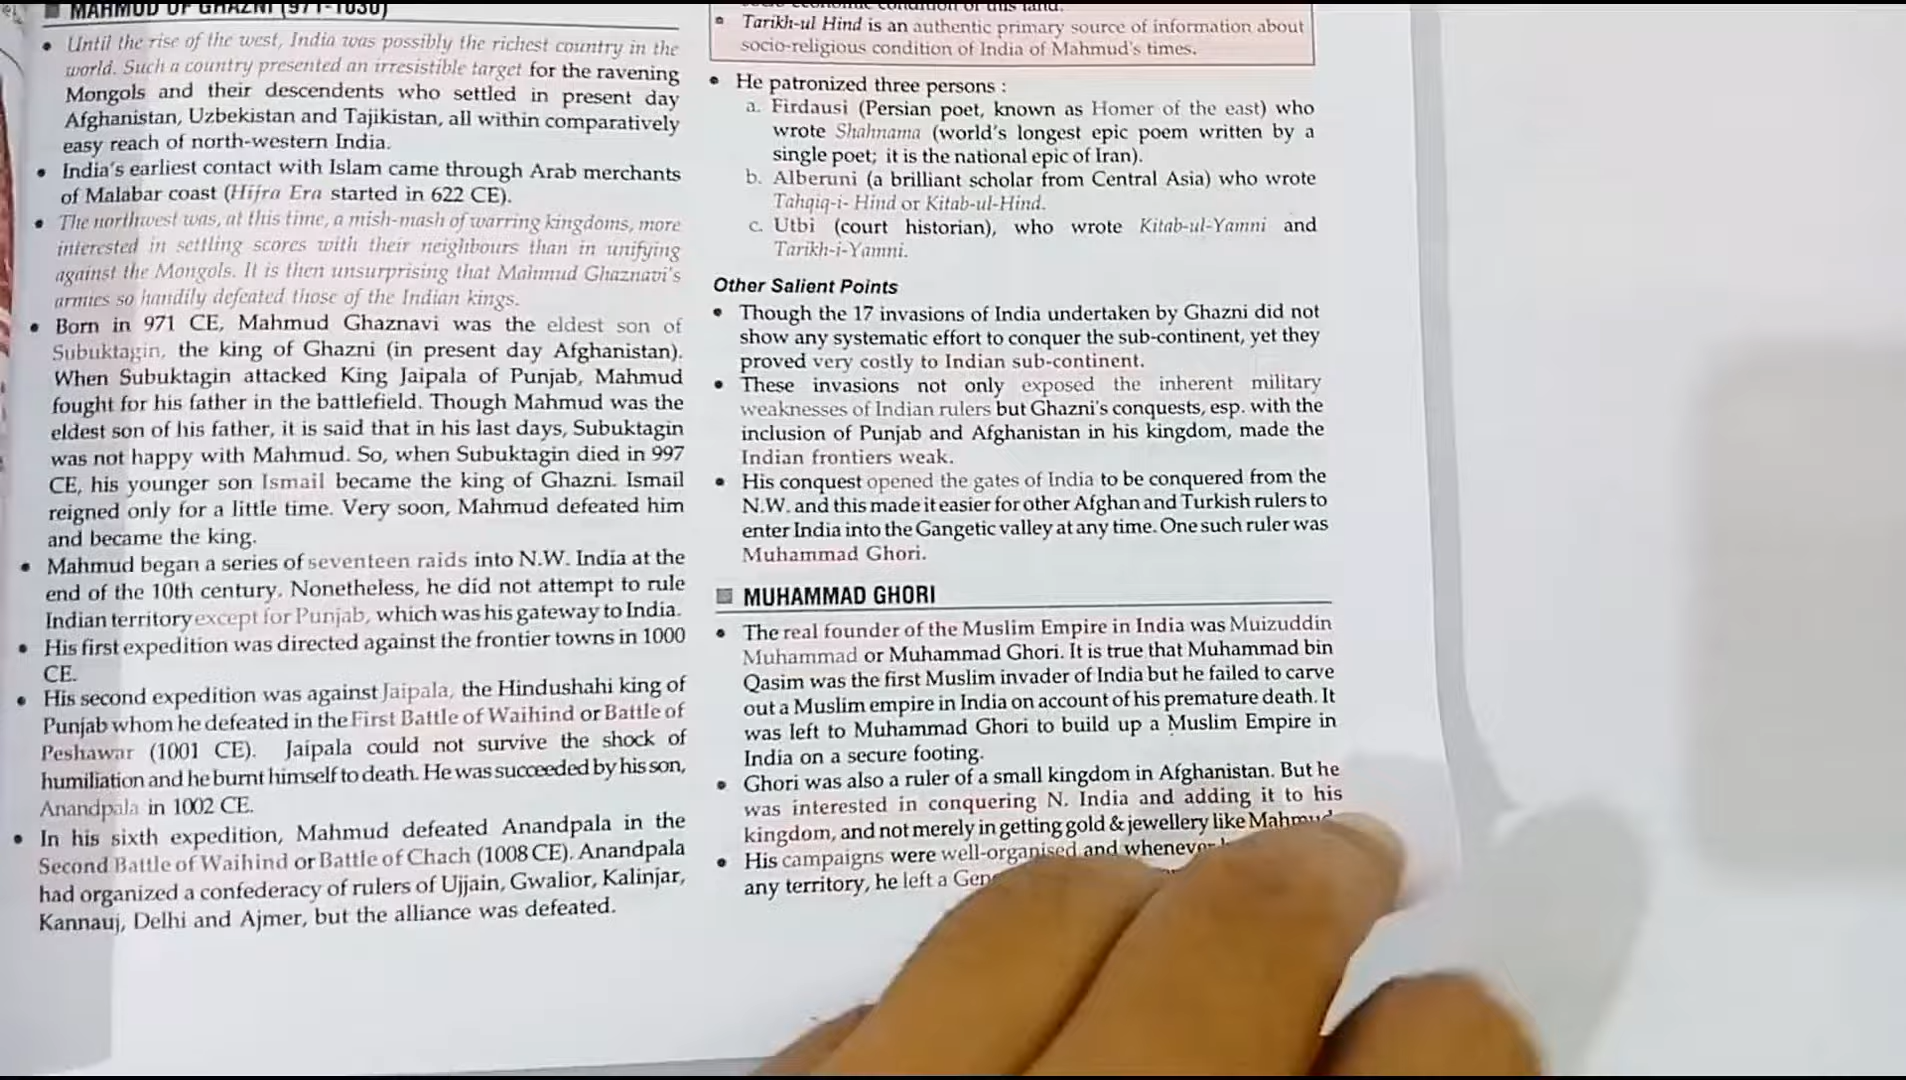 MAHMUD OF GHAZNI (971-1030)
• Until the rise of the west, India was possibly the richest country in the
world. Such a country presented an irresistible target for the ravening
Mongols and their descendents who settled in present day
Afghanistan, Uzbekistan and Tajikistan, all within comparatively
easy reach of north-western India.
• India's earliest contact with Islam came through Arab merchants
of Malabar coast (Hijra Era started in 622 CE).
• The northwest was, at this time, a mish-mash of warring kingdoms, more
interested in settling scores with their neighbours than in unifying
against the Mongols. It is then unsurprising that Mahmud Ghaznavi's
armies so handily defeated those of the Indian kings.
• Born in 971 CE, Mahmud Ghaznavi was the eldest son of
Subuktagin, the king of Ghazni (in present day Afghanistan).
When Subuktagin attacked King Jaipala of Punjab, Mahmud
fought for his father in the battlefield. Though Mahmud was the
eldest son of his father, it is said that in his last days, Subuktagin
was not happy with Mahmud. So, when Subuktagin died in 997
CE, his younger son Ismail became the king of Ghazni. Ismail
reigned only for a little time. Very soon, Mahmud defeated him
and became the king.
• Mahmud began a series of seventeen raids into N.W. India at the
end of the 10th century. Nonetheless, he did not attempt to rule
Indian territory except for Punjab, which was his gateway to India.
• His first expedition was directed against the frontier towns in 1000
CE.
• His second expedition was against Jaipala, the Hindushahi king of
Punjab whom he defeated in the First Battle of Waihind or Battle of
Peshawar (1001 CE). Jaipala could not survive the shock of
humiliation and he burnt himself to death. He was succeeded by his son,
Anandpala in 1002 CE.
• In his sixth expedition, Mahmud defeated Anandpala in the
Second Battle of Waihind or Battle of Chach (1008 CE). Anandpala
had organized a confederacy of rulers of Ujjain, Gwalior, Kalinjar,
Kannauj, Delhi and Ajmer, but the alliance was defeated.
condition of this land.
Tarikh-ul Hind is an authentic primary source of information about
socio-religious condition of India of Mahmud's times.
• He patronized three persons :
a. Firdausi (Persian poet, known as Homer of the east) who
wrote Shahnama (world's longest epic poem written by a
single poet; it is the national epic of Iran).
b. Alberuni (a brilliant scholar from Central Asia) who wrote
Tahqiq-i- Hind or Kitab-ul-Hind.
c. Utbi (court historian), who wrote Kitab-ul-Yamni and
Tarikh-i-Yamni.
Other Salient Points
• Though the 17 invasions of India undertaken by Ghazni did not
show any systematic effort to conquer the sub-continent, yet they
proved very costly to Indian sub-continent.
• These invasions not only exposed the inherent military
weaknesses of Indian rulers but Ghazni's conquests, esp. with the
inclusion of Punjab and Afghanistan in his kingdom, made the
Indian frontiers weak.
• His conquest opened the gates of India to be conquered from the
N.W. and this made it easier for other Afghan and Turkish rulers to
enter India into the Gangetic valley at any time. One such ruler was
Muhammad Ghori.
MUHAMMAD GHORI
• The real founder of the Muslim Empire in India was Muizuddin
Muhammad or Muhammad Ghori. It is true that Muhammad bin
Qasim was the first Muslim invader of India but he failed to carve
out a Muslim empire in India on account of his premature death. It
was left to Muhammad Ghori to build up a Muslim Empire in
India on a secure footing.
• Ghori was also a ruler of a small kingdom in Afghanistan. But he
was interested in conquering N. India and adding it to his
kingdom, and not merely in getting gold & jewellery like Mahmud
• His campaigns were well-organised and whenever
any territory, he left a